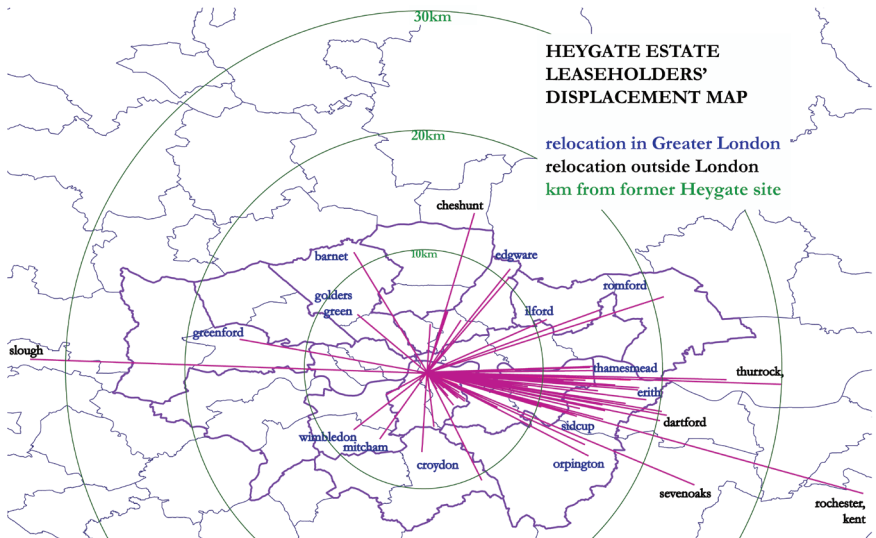 30km
HEYGATE ESTATE
LEASEHOLDERS'
DISPLACEMENT MAP
20km
relocation in Greater London
relocation outside London
km from former Heygate site
cheshunt
barnet
10km
edgware
golders
green
romford
ilford
greenford
slough
thamesmead
thurrock,
erith
dartford
sidcup
wimbledon
mitcham
croydon
orpington
sevenoaks
rochester,
kent